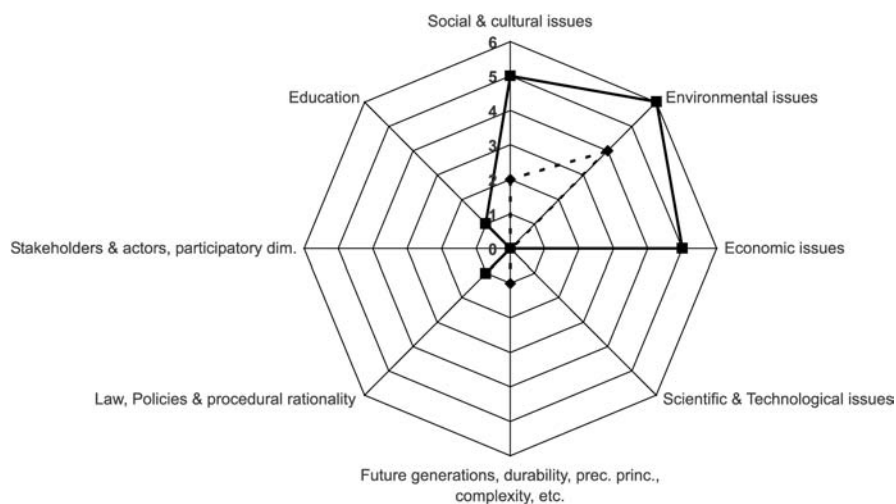 Social & cultural issues
6
5
Education
Environmental issues
4
3
2
1
Stakeholders & actors, participatory dim.
0
Economic issues
Law, Policies & procedural rationality
Scientific & Technological issues
Future generations, durability, prec. princ.,
complexity, etc.